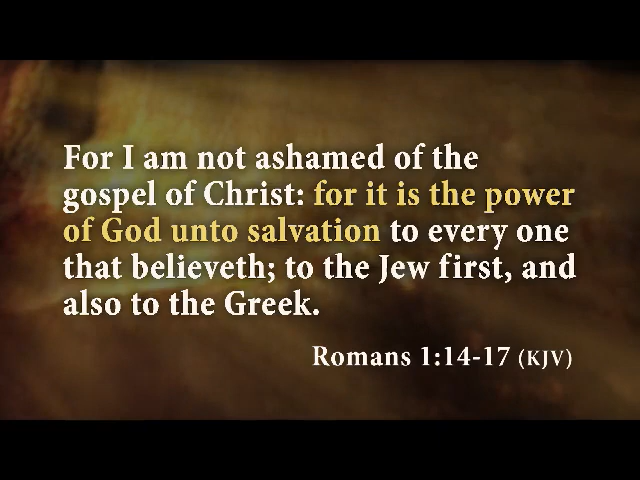 For I am not ashamed of the
gospel of Christ: for it is the power
of God unto salvation to every one
that believeth; to the Jew first, and
also to the Greek.
Romans 1:14-17 (KJV)